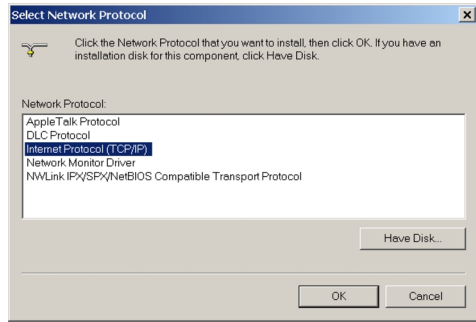 Select Network Protocol
Click the Network Protocol that you want to install, then click OK. If you have an
installation disk for this component, click Have Disk.
Network Protocol:
AppleTalk Protocol
DLC Protocol
Internet Protocol (TCP/IP)
Network Monitor Driver
NWLink IPX/SPX/NetBIOS Compatible Transport Protocol
Have Disk...
OK
Cancel